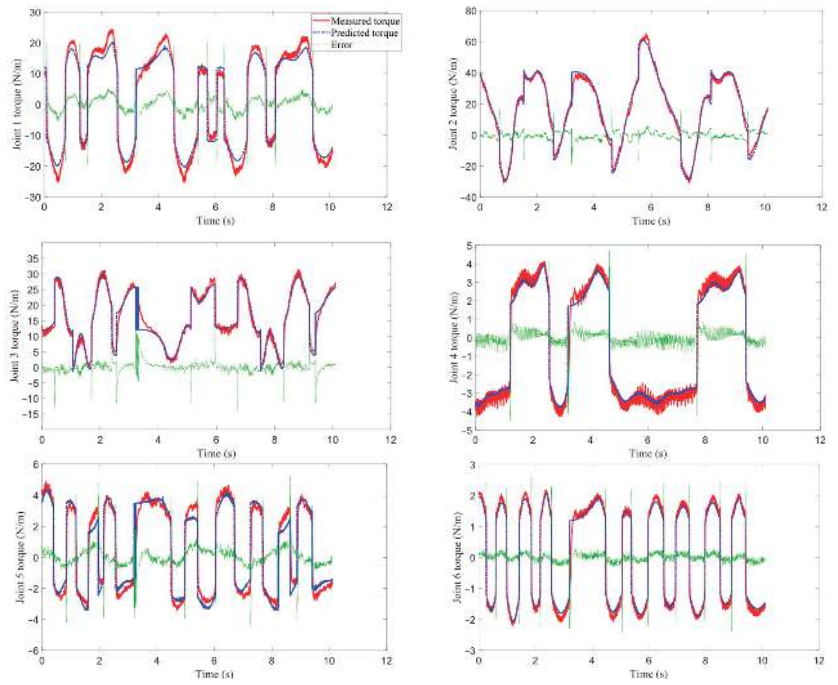 30
20
10
0
-10
-20
-30
Joint 1 torque (N/m)
0 2 4 6 8 10 12
Time (s)
Measured torque
Predicted torque
Error
80
60
40
20
0
-20
-40
Joint 2 torque (N/m)
0 2 4 6 8 10 12
Time (s)
35
30
25
20
15
10
5
0
-5
-10
-15
Joint 3 torque (N/m)
0 2 4 6 8 10 12
Time (s)
5
4
3
2
1
0
-1
-2
-3
-4
-5
Joint 4 torque (N/m)
0 2 4 6 8 10 12
Time (s)
6
4
2
0
-2
-4
-6
Joint 5 torque (N/m)
0 2 4 6 8 10 12
Time (s)
3
2
1
0
-1
-2
-3
Joint 6 torque (N/m)
0 2 4 6 8 10 12
Time (s)